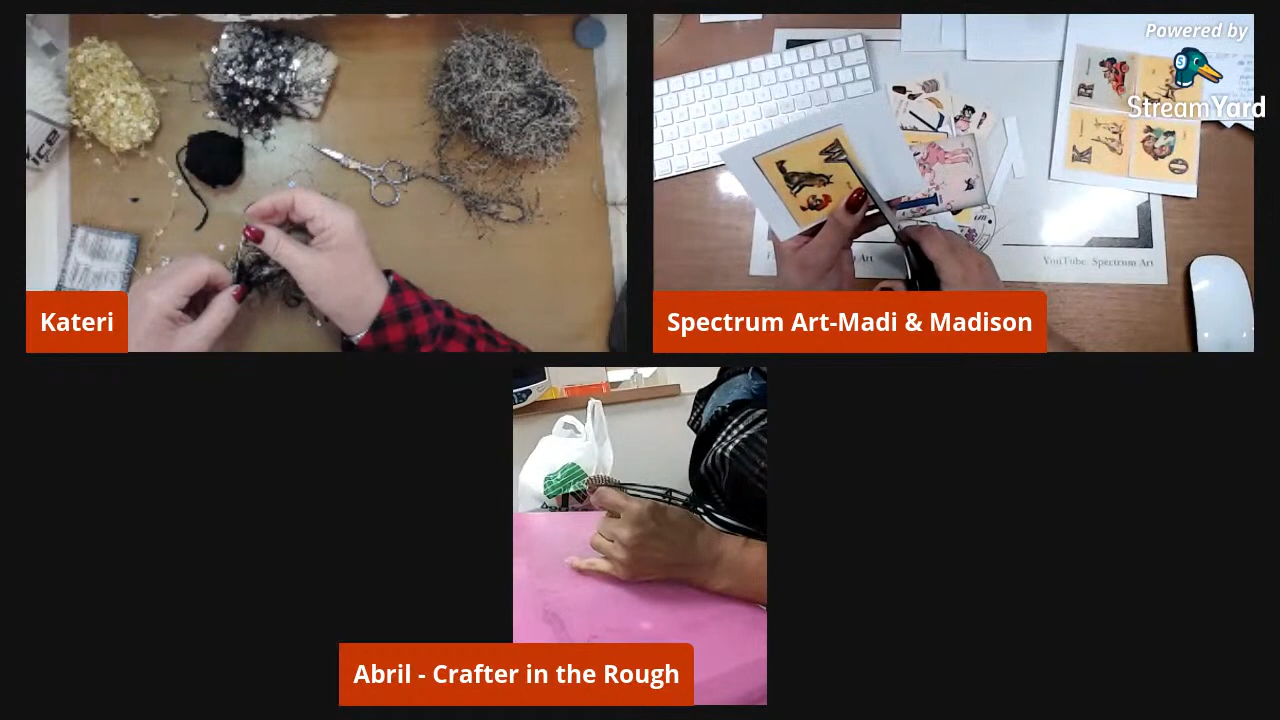 Powered by
StreamYard
YouTube. Spectrum Art
W
R
K
O
Kateri
Spectrum Art-Madi & Madison
Abril - Crafter in the Rough